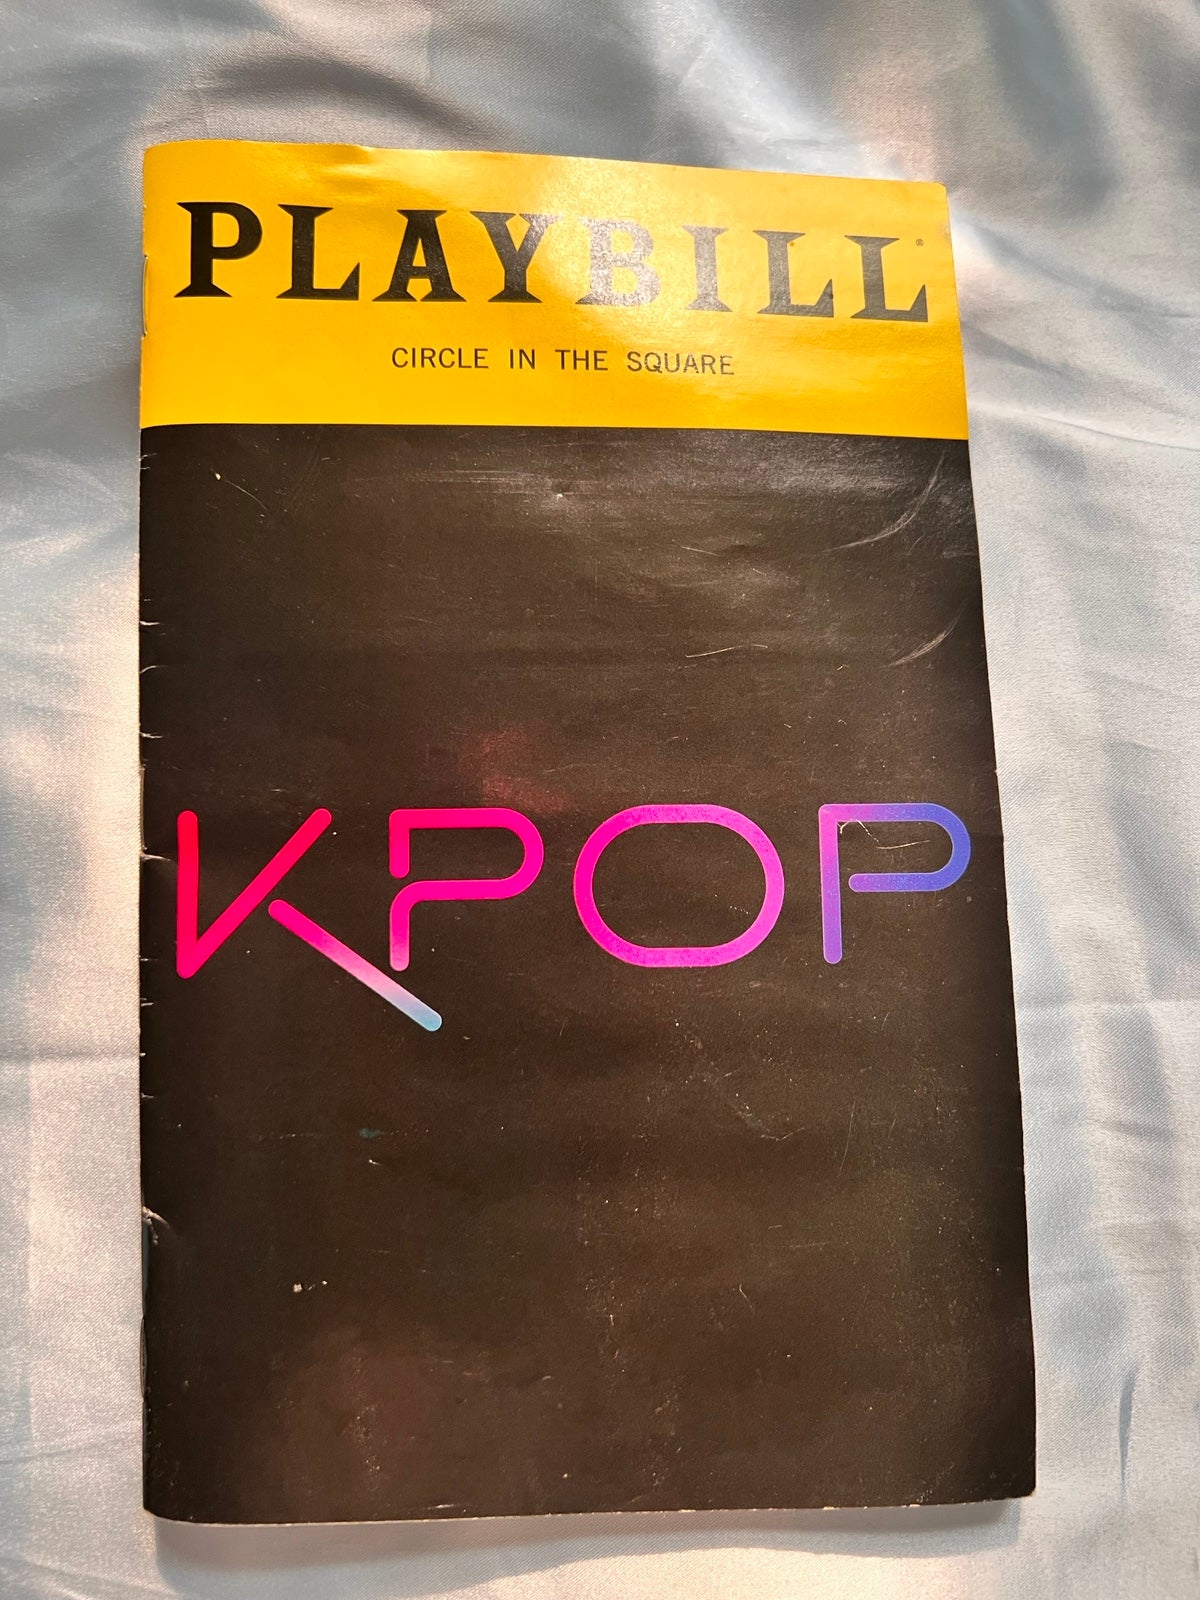 PLAYBILL®
CIRCLE IN THE SQUARE
KPOP